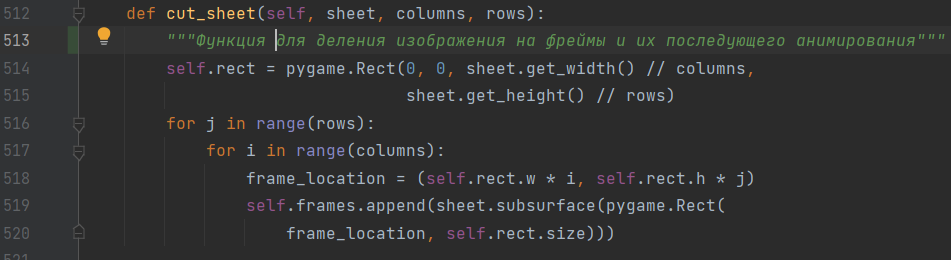 512 def cut_sheet(self, sheet, columns, rows):
513 """Функция для деления изображения на фреймы и их последующего анимирования"""
514 self.rect = pygame.Rect(0, 0, sheet.get_width() // columns,
515 sheet.get_height() // rows)
516 for j in range(rows):
517 for i in range(columns):
518 frame_location = (self.rect.w * i, self.rect.h * j)
519 self.frames.append(sheet.subsurface(pygame.Rect(
520 frame_location, self.rect.size)))
521